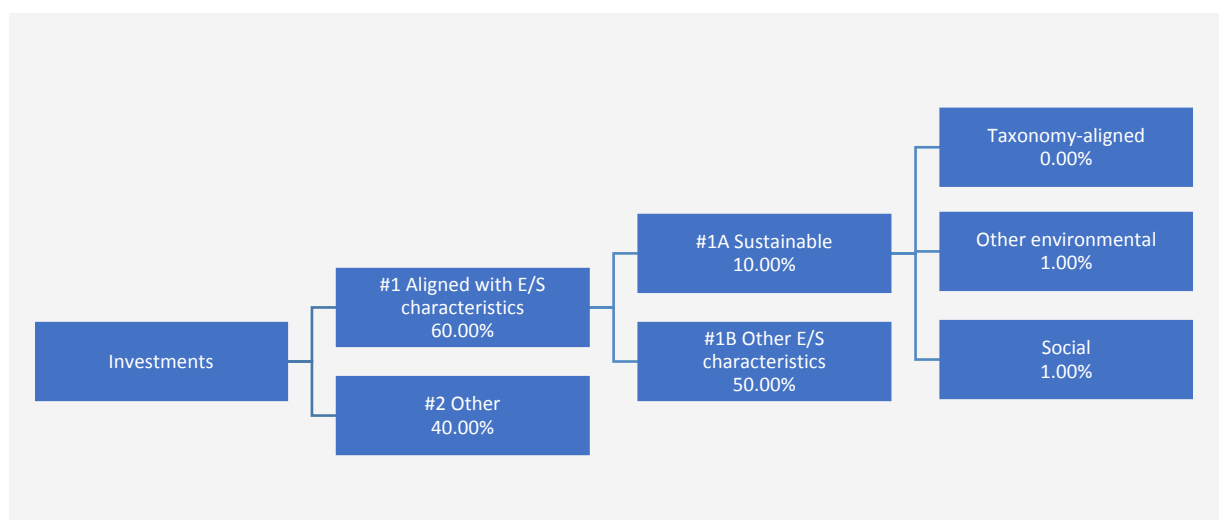 Investments
#1 Aligned with E/S
characteristics
60.00%
#2 Other
40.00%
#1A Sustainable
10.00%
#1B Other E/S
characteristics
50.00%
Taxonomy-aligned
0.00%
Other environmental
1.00%
Social
1.00%